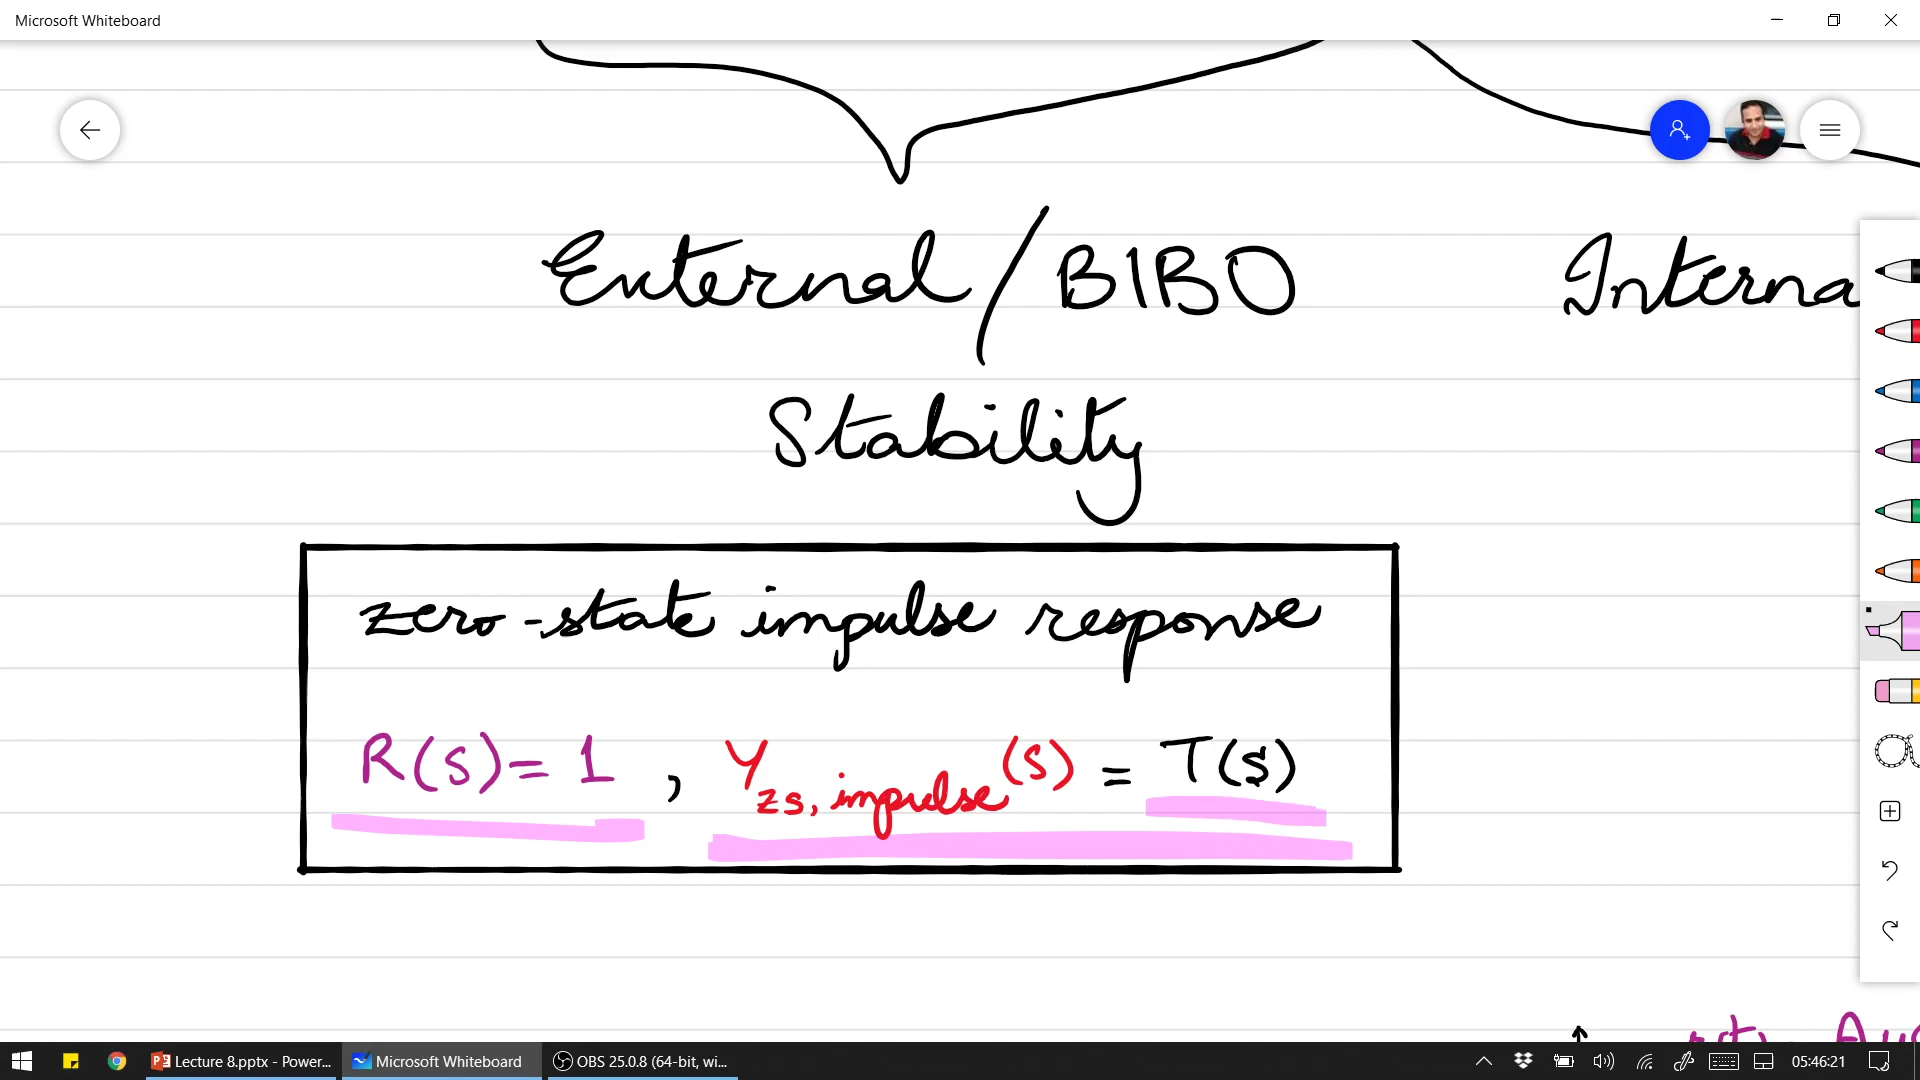 Microsoft Whiteboard
External/BIBO
Interna
Stability
zero-state impulse response
R(s) = 1 , Y_zs, impulse(s) = T(s)
Lecture 8.pptx - Power...
Microsoft Whiteboard
OBS 25.0.8 (64-bit, wi...
05:46:21